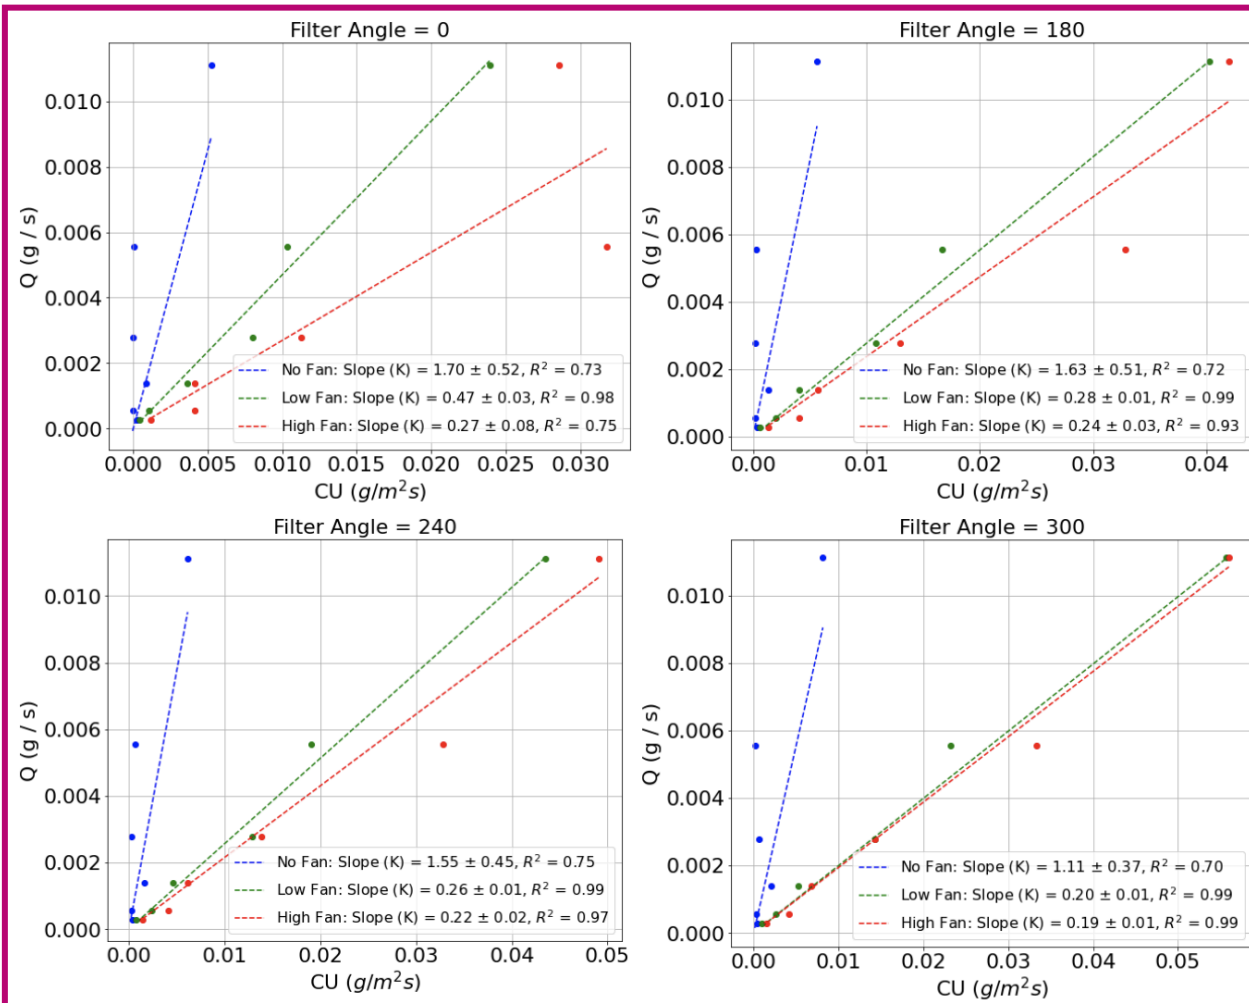 Filter Angle = 0
0.010
0.008
0.006
0.004
0.002
0.000
Q (g / s)
No Fan: Slope (K) = 1.70 ± 0.52, R² = 0.73
Low Fan: Slope (K) = 0.47 ± 0.03, R² = 0.98
High Fan: Slope (K) = 0.27 ± 0.08, R² = 0.75
0.000 0.005 0.010 0.015 0.020 0.025 0.030
CU (g/m²s)
Filter Angle = 180
0.010
0.008
0.006
0.004
0.002
0.000
Q (g / s)
No Fan: Slope (K) = 1.63 ± 0.51, R² = 0.72
Low Fan: Slope (K) = 0.28 ± 0.01, R² = 0.99
High Fan: Slope (K) = 0.24 ± 0.03, R² = 0.93
0.00 0.01 0.02 0.03 0.04
CU (g/m²s)
Filter Angle = 240
0.010
0.008
0.006
0.004
0.002
0.000
Q (g / s)
No Fan: Slope (K) = 1.55 ± 0.45, R² = 0.75
Low Fan: Slope (K) = 0.26 ± 0.01, R² = 0.99
High Fan: Slope (K) = 0.22 ± 0.02, R² = 0.97
0.00 0.01 0.02 0.03 0.04 0.05
CU (g/m²s)
Filter Angle = 300
0.010
0.008
0.006
0.004
0.002
0.000
Q (g / s)
No Fan: Slope (K) = 1.11 ± 0.37, R² = 0.70
Low Fan: Slope (K) = 0.20 ± 0.01, R² = 0.99
High Fan: Slope (K) = 0.19 ± 0.01, R² = 0.99
0.00 0.01 0.02 0.03 0.04 0.05
CU (g/m²s)